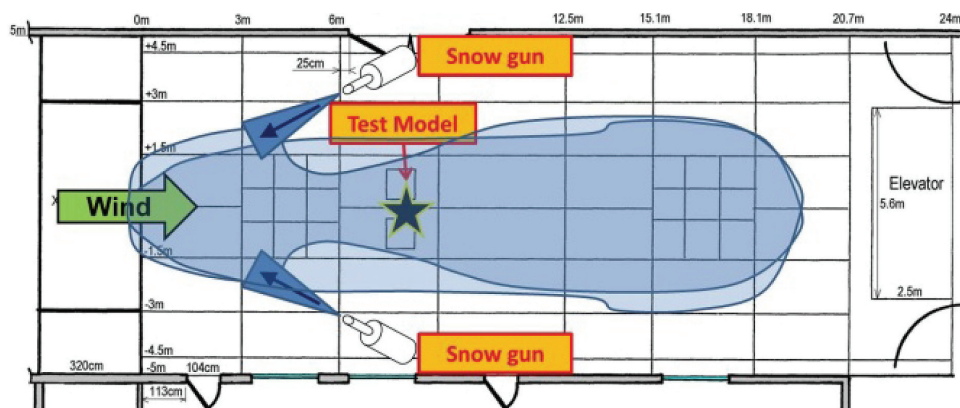 0m 3m 6m 12.5m 15.1m 18.1m 20.7m 24m
5m
+4.5m
Snow gun
25cm
+3m
Test Model
+1.5m
Elevator
X
Wind
5.6m
-1.5m
2.5m
-3m
Snow gun
-4.5m
320cm
-5m
104cm
113cm